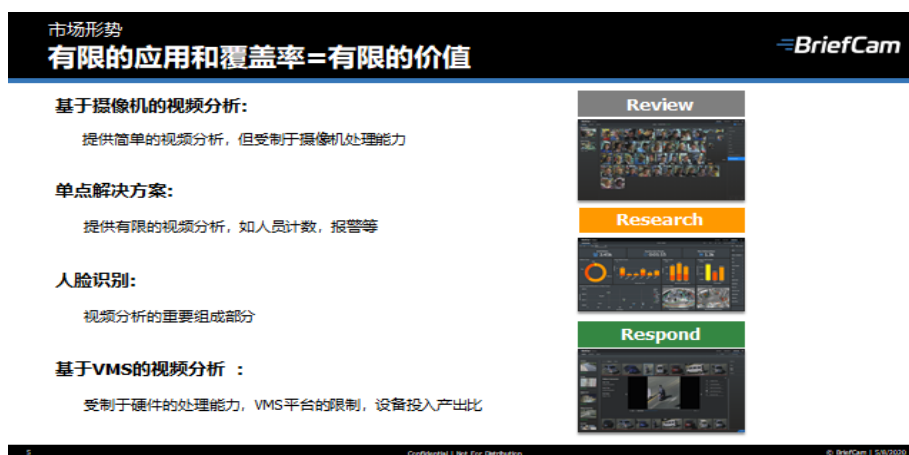 市场形势
有限的应用和覆盖率=有限的价值
BriefCam
基于摄像机的视频分析:
提供简单的视频分析，但受制于摄像机处理能力
单点解决方案:
提供有限的视频分析，如人员计数，报警等
人脸识别:
视频分析的重要组成部分
基于VMS的视频分析 ：
受制于硬件的处理能力，VMS平台的限制，设备投入产出比
Review
Research
Respond
5
Confidential | Not For Distribution
© BriefCam | 5/8/2020